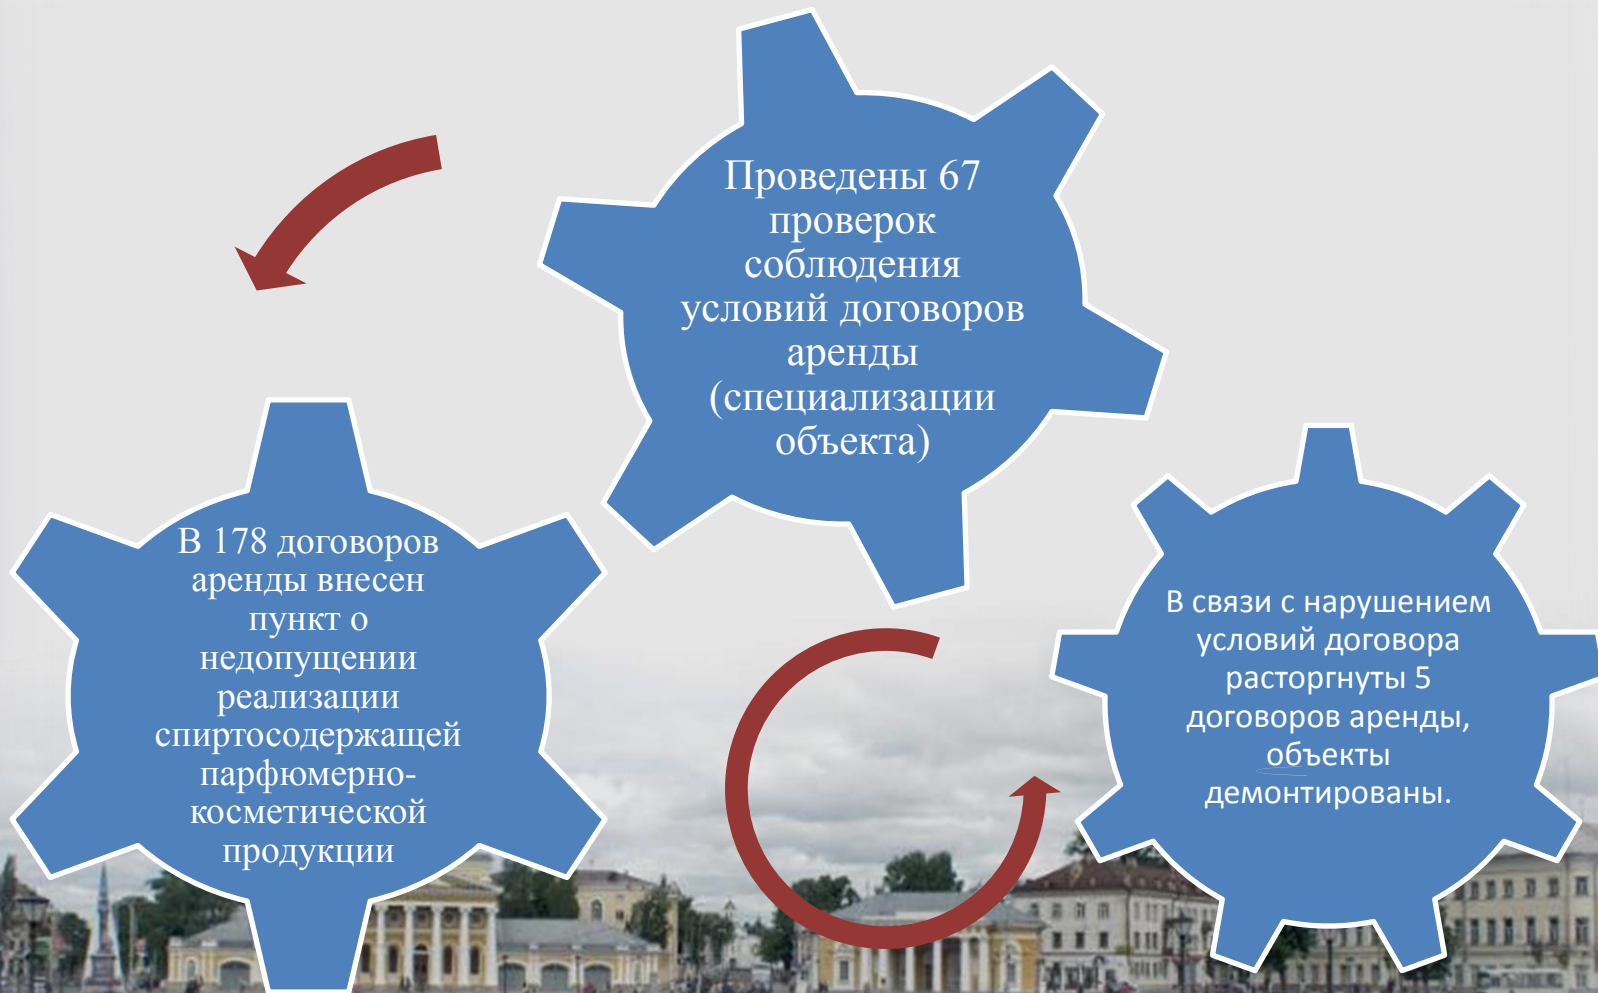 Проведены 67
проверок
соблюдения
условий договоров
аренды
(специализации
объекта)
В 178 договоров
аренды внесен
пункт о
недопущении
реализации
спиртосодержащей
парфюмерно-
косметической
продукции
В связи с нарушением
условий договора
расторгнуты 5
договоров аренды,
объекты
демонтированы.